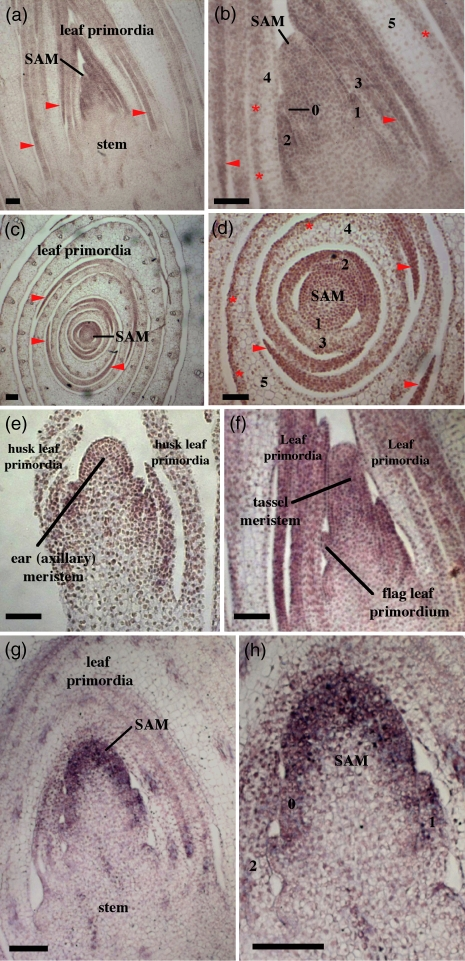 (a)
leaf primordia
SAM
stem
(b)
SAM
5
4
3
0
1
2
(c)
leaf primordia
SAM
(d)
4
2
SAM
1
3
5
(e)
husk leaf
primordia
husk leaf
primordia
ear (axillary)
meristem
(f)
Leaf
primordia
Leaf
primordia
tassel
meristem
flag leaf
primordium
(g)
leaf
primordia
SAM
stem
(h)
SAM
0
1
2